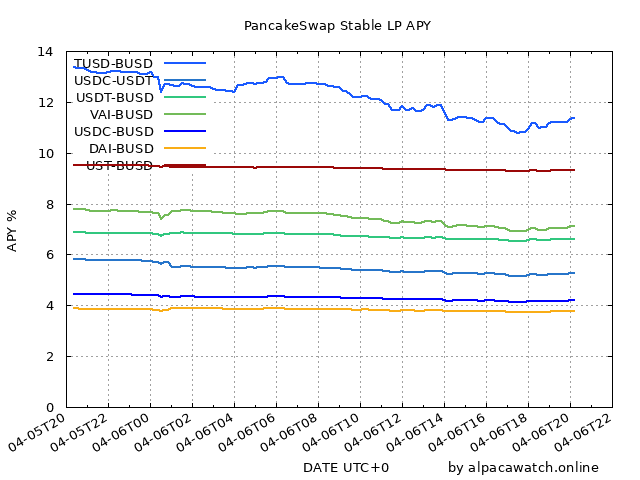 PancakeSwap Stable LP APY
APY %
14
12
10
8
6
4
2
0
TUSD-BUSD
USDC-USDT
USDT-BUSD
VAI-BUSD
USDC-BUSD
DAI-BUSD
UST-BUSD
04-05T20
04-05T22
04-06T00
04-06T02
04-06T04
04-06T06
04-06T08
04-06T10
04-06T12
04-06T14
04-06T16
04-06T18
04-06T20
04-06T22
DATE UTC+0
by alpacawatch.online